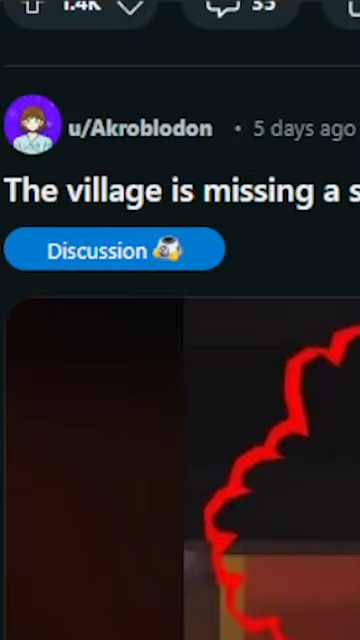 1.4K 35
u/Akroblodon • 5 days ago
The village is missing a s
Discussion